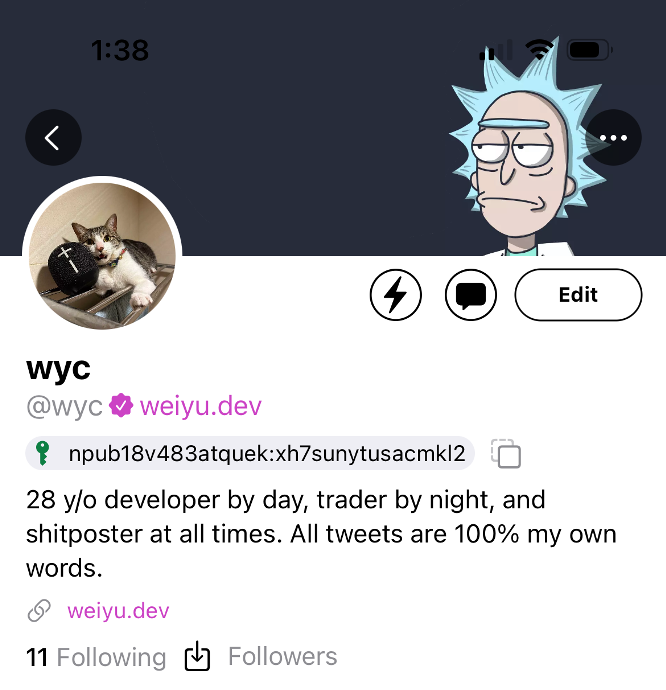 1:38
Edit
wyc
@wyc weiyu.dev
npub18v483atquek:xh7sunytusacmkl2
28 y/o developer by day, trader by night, and
shitposter at all times. All tweets are 100% my own
words.
weiyu.dev
11 Following Followers